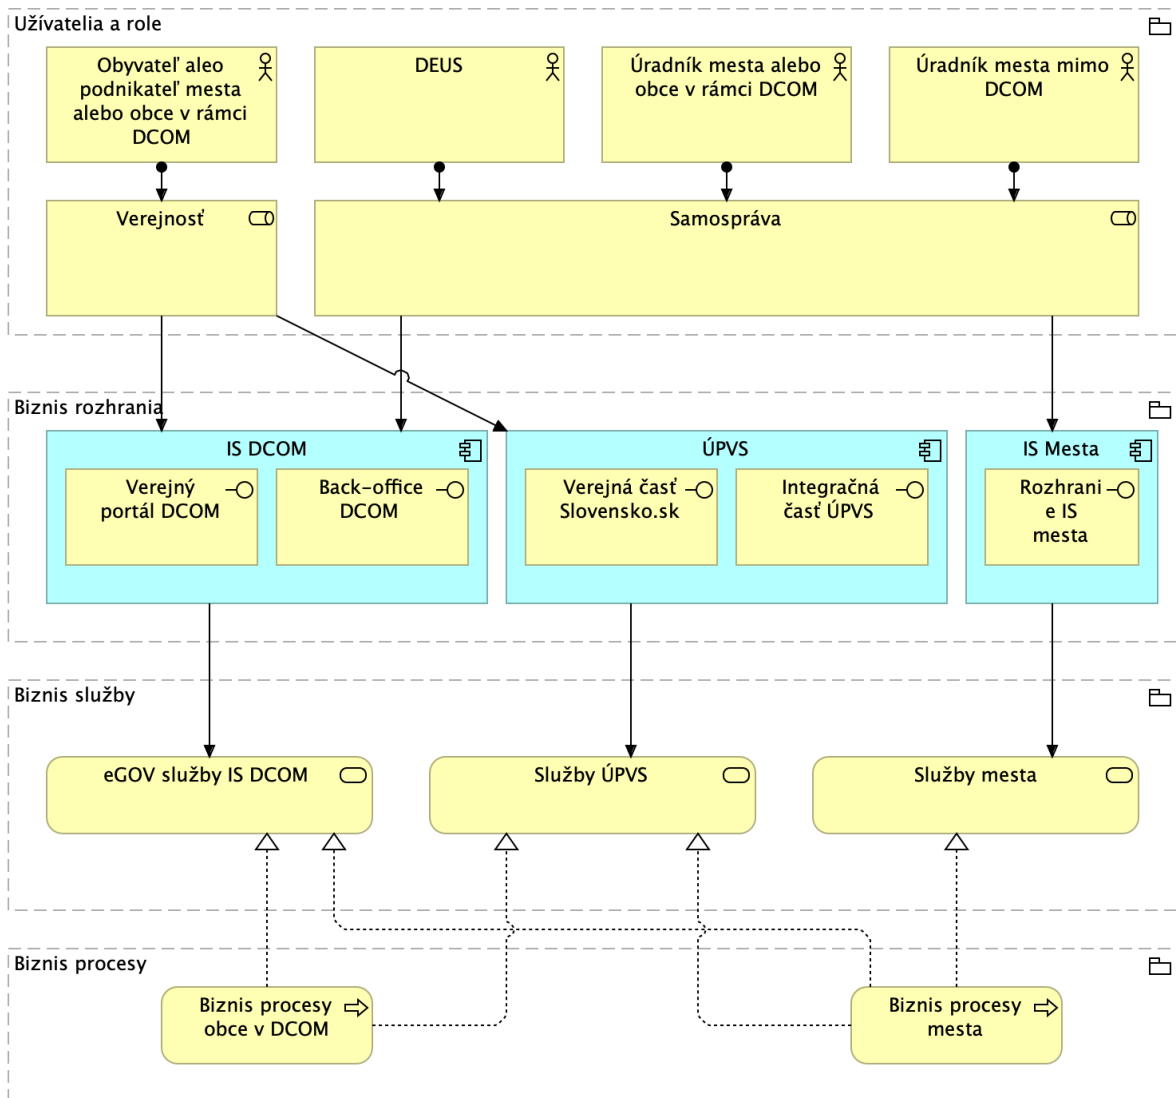 Užívatelia a role
Obyvateľ aleo
podnikateľ mesta
alebo obce v rámci
DCOM
DEUS
Úradník mesta alebo
obce v rámci DCOM
Úradník mesta mimo
DCOM
Verejnosť
Samospráva
Biznis rozhrania
IS DCOM
Verejný
portál DCOM
Back-office
DCOM
ÚPVS
Verejná časť
Slovensko.sk
Integračná
časť ÚPVS
IS Mesta
Rozhrani
e IS
mesta
Biznis služby
eGOV služby IS DCOM
Služby ÚPVS
Služby mesta
Biznis procesy
Biznis procesy
obce v DCOM
Biznis procesy
mesta